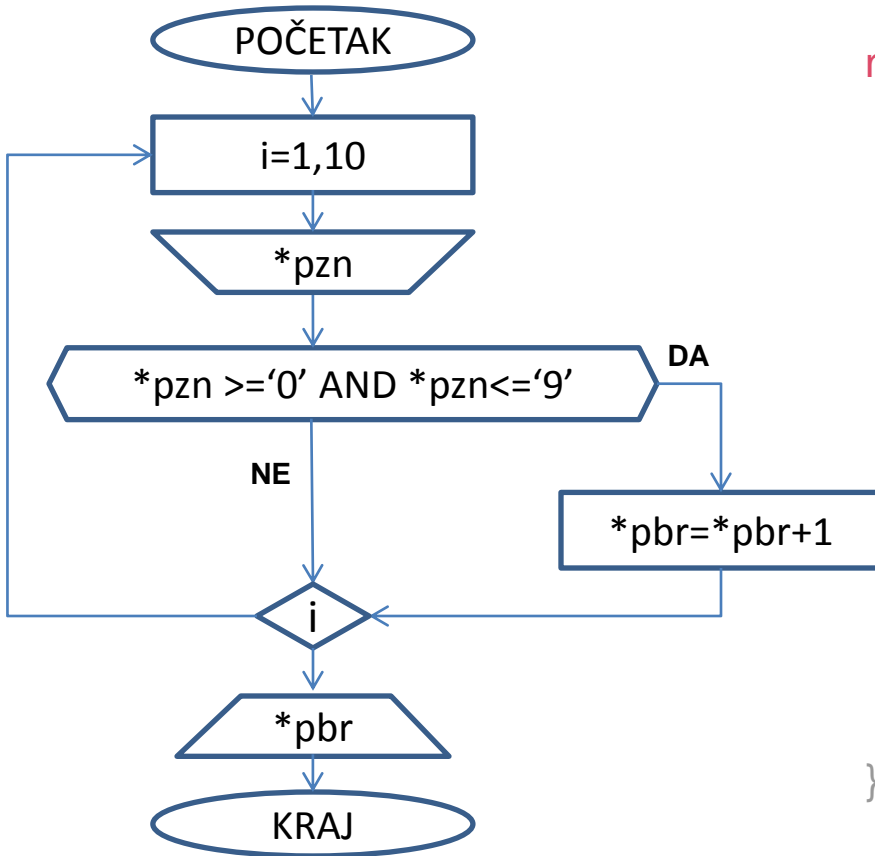 POČETAK
i=1,10
*pzn
*pzn >=‘0’ AND *pzn<=‘9’
DA
NE
*pbr=*pbr+1
i
*pbr
}
KRAJ